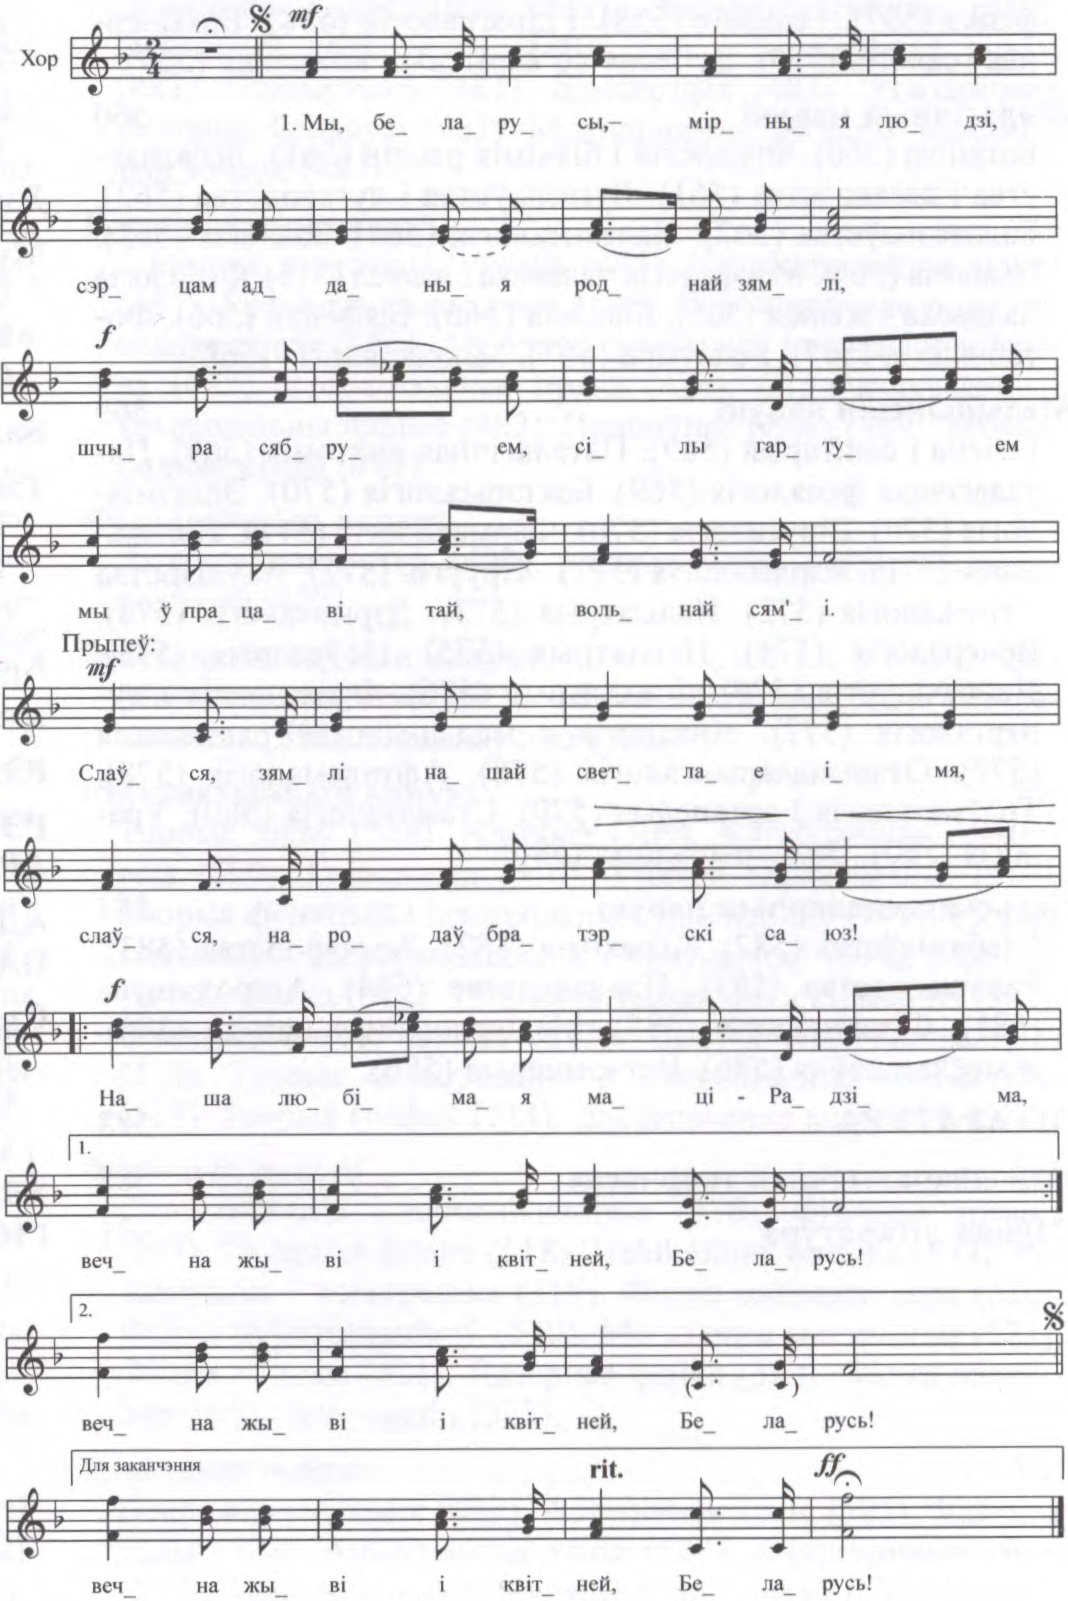 mf
Хор
1. Мы, бе_ ла_ ру_ сы,– мір_ ны_ я лю_ дзі,
сэр_ цам ад_ да_ ны_ я род_ най зям_ лі,
f
шчы_ ра сяб_ ру_ ем, сі_ лы гар_ ту_ ем
мы ў пра_ ца_ ві_ тай, воль_ най сям' і.
Прыпеў:
mf
Слаў_ ся, зям_ лі на_ шай свет_ ла_ е і_ мя,
слаў_ ся, на_ ро_ даў бра_ тэр_ скі са_ юз!
f
На_ ша лю_ бі_ ма_ я ма_ ці - Ра_ дзі_ ма,
1.
веч_ на жы_ ві і квіт_ ней, Бе_ ла_ русь!
2.
веч_ на жы_ ві і квіт_ ней, Бе_ ла_ русь!
Для заканчэння rit. ff
веч_ на жы_ ві і квіт_ ней, Бе_ ла_ русь!